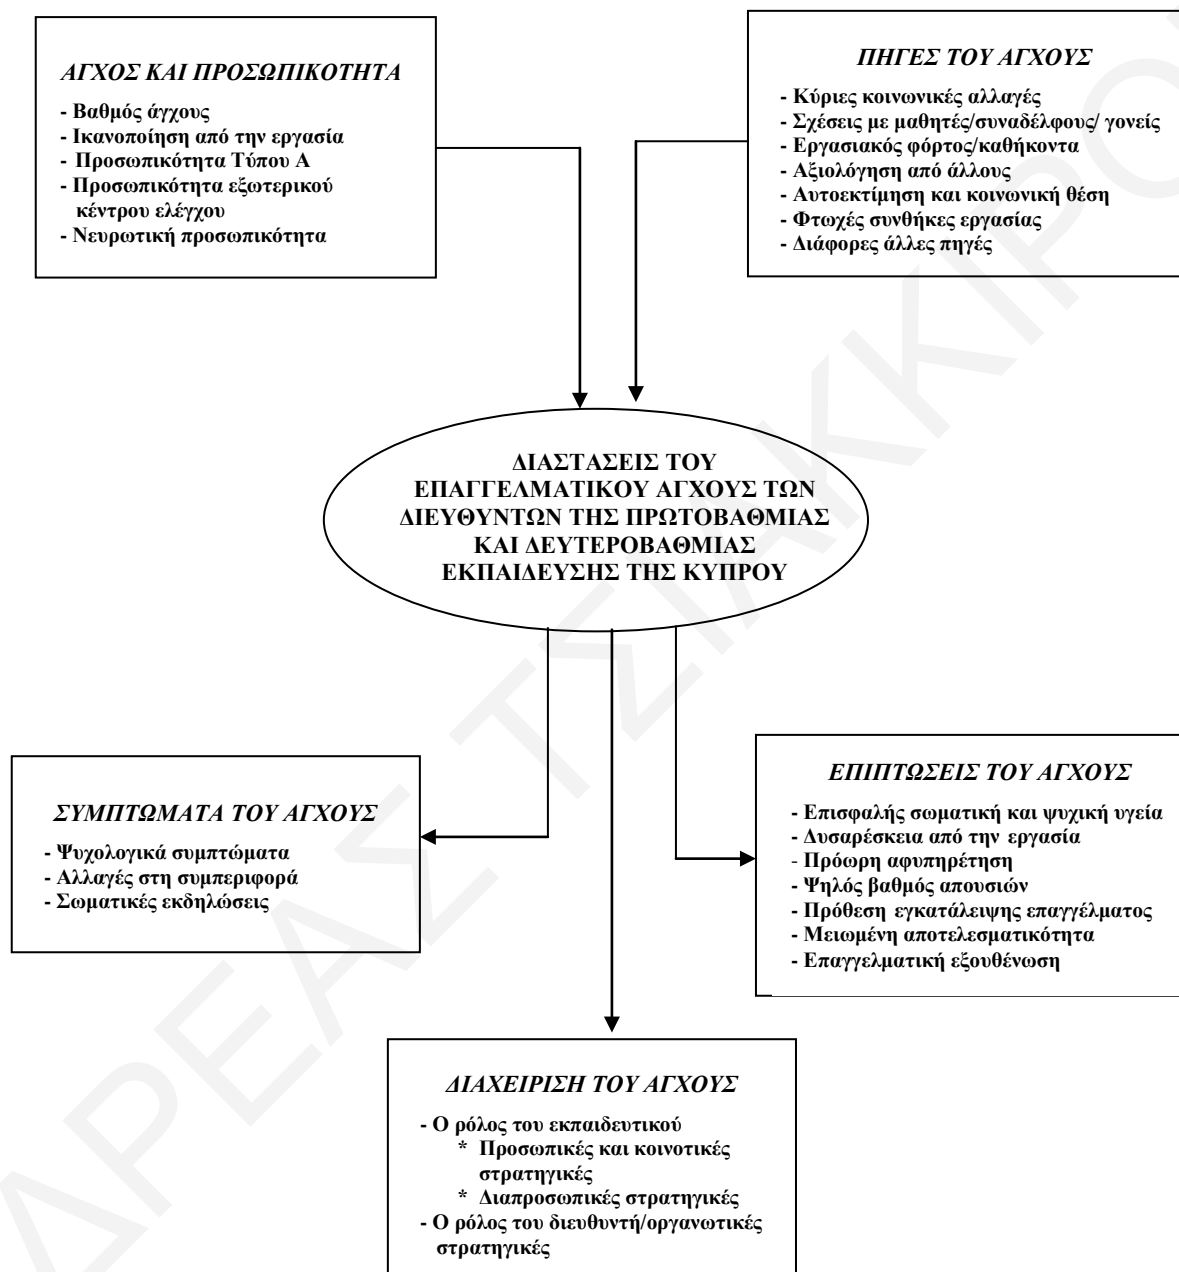 ΑΓΧΟΣ ΚΑΙ ΠΡΟΣΩΠΙΚΟΤΗΤΑ
- Βαθμός άγχους
- Ικανοποίηση από την εργασία
- Προσωπικότητα Τύπου Α
- Προσωπικότητα εξωτερικού
κέντρου ελέγχου
- Νευρωτική προσωπικότητα
ΠΗΓΕΣ ΤΟΥ ΑΓΧΟΥΣ
- Κύριες κοινωνικές αλλαγές
- Σχέσεις με μαθητές/συναδέλφους/ γονείς
- Εργασιακός φόρτος/καθήκοντα
- Αξιολόγηση από άλλους
- Αυτοεκτίμηση και κοινωνική θέση
- Φτωχές συνθήκες εργασίας
- Διάφορες άλλες πηγές
ΔΙΑΣΤΑΣΕΙΣ ΤΟΥ
ΕΠΑΓΓΕΛΜΑΤΙΚΟΥ ΑΓΧΟΥΣ ΤΩΝ
ΔΙΕΥΘΥΝΤΩΝ ΤΗΣ ΠΡΩΤΟΒΑΘΜΙΑΣ
ΚΑΙ ΔΕΥΤΕΡΟΒΑΘΜΙΑΣ
ΕΚΠΑΙΔΕΥΣΗΣ ΤΗΣ ΚΥΠΡΟΥ
ΣΥΜΠΤΩΜΑΤΑ ΤΟΥ ΑΓΧΟΥΣ
- Ψυχολογικά συμπτώματα
- Αλλαγές στη συμπεριφορά
- Σωματικές εκδηλώσεις
ΕΠΙΠΤΩΣΕΙΣ ΤΟΥ ΑΓΧΟΥΣ
- Επισφαλής σωματική και ψυχική υγεία
- Δυσαρέσκεια από την εργασία
- Πρόωρη αφυπηρέτηση
- Ψηλός βαθμός απουσιών
- Πρόθεση εγκατάλειψης επαγγέλματος
- Μειωμένη αποτελεσματικότητα
- Επαγγελματική εξουθένωση
ΔΙΑΧΕΙΡΙΣΗ ΤΟΥ ΑΓΧΟΥΣ
- Ο ρόλος του εκπαιδευτικού
* Προσωπικές και κοινοτικές
στρατηγικές
* Διαπροσωπικές στρατηγικές
- Ο ρόλος του διευθυντή/οργανωτικές
στρατηγικές
ΔΡΕΑΣ ΤΣΙΑΚΚΙΡΟ